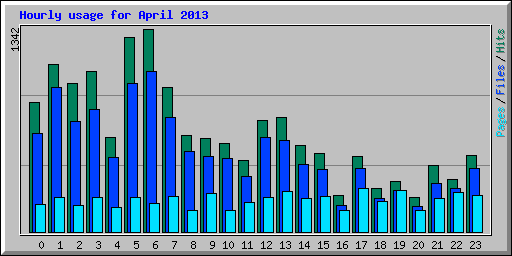 Hourly usage for April 2013
1342
Pages/Files/Hits
0 1 2 3 4 5 6 7 8 9 10 11 12 13 14 15 16 17 18 19 20 21 22 23